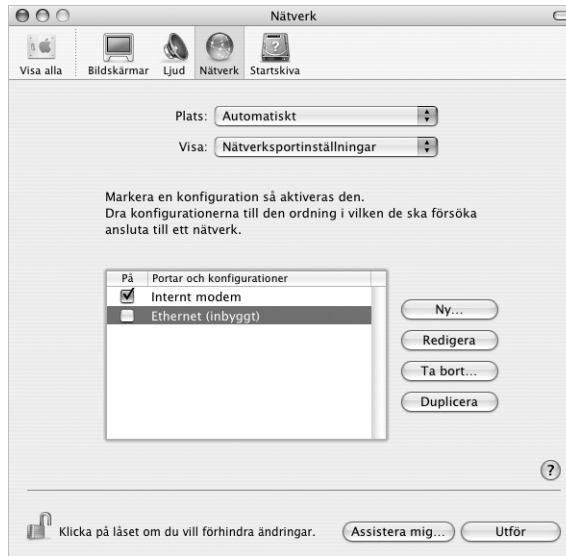 Nätverk
Visa alla
Bildskärmar
Ljud
Nätverk
Startskiva
Plats: Automatiskt
Visa: Nätverksportinställningar
Markera en konfiguration så aktiveras den.
Dra konfigurationerna till den ordning i vilken de ska försöka
ansluta till ett nätverk.
På Portar och konfigurationer
Internt modem
Ethernet (inbyggt)
Ny...
Redigera
Ta bort...
Duplicera
?
Klicka på låset om du vill förhindra ändringar.
Assistera mig...
Utför